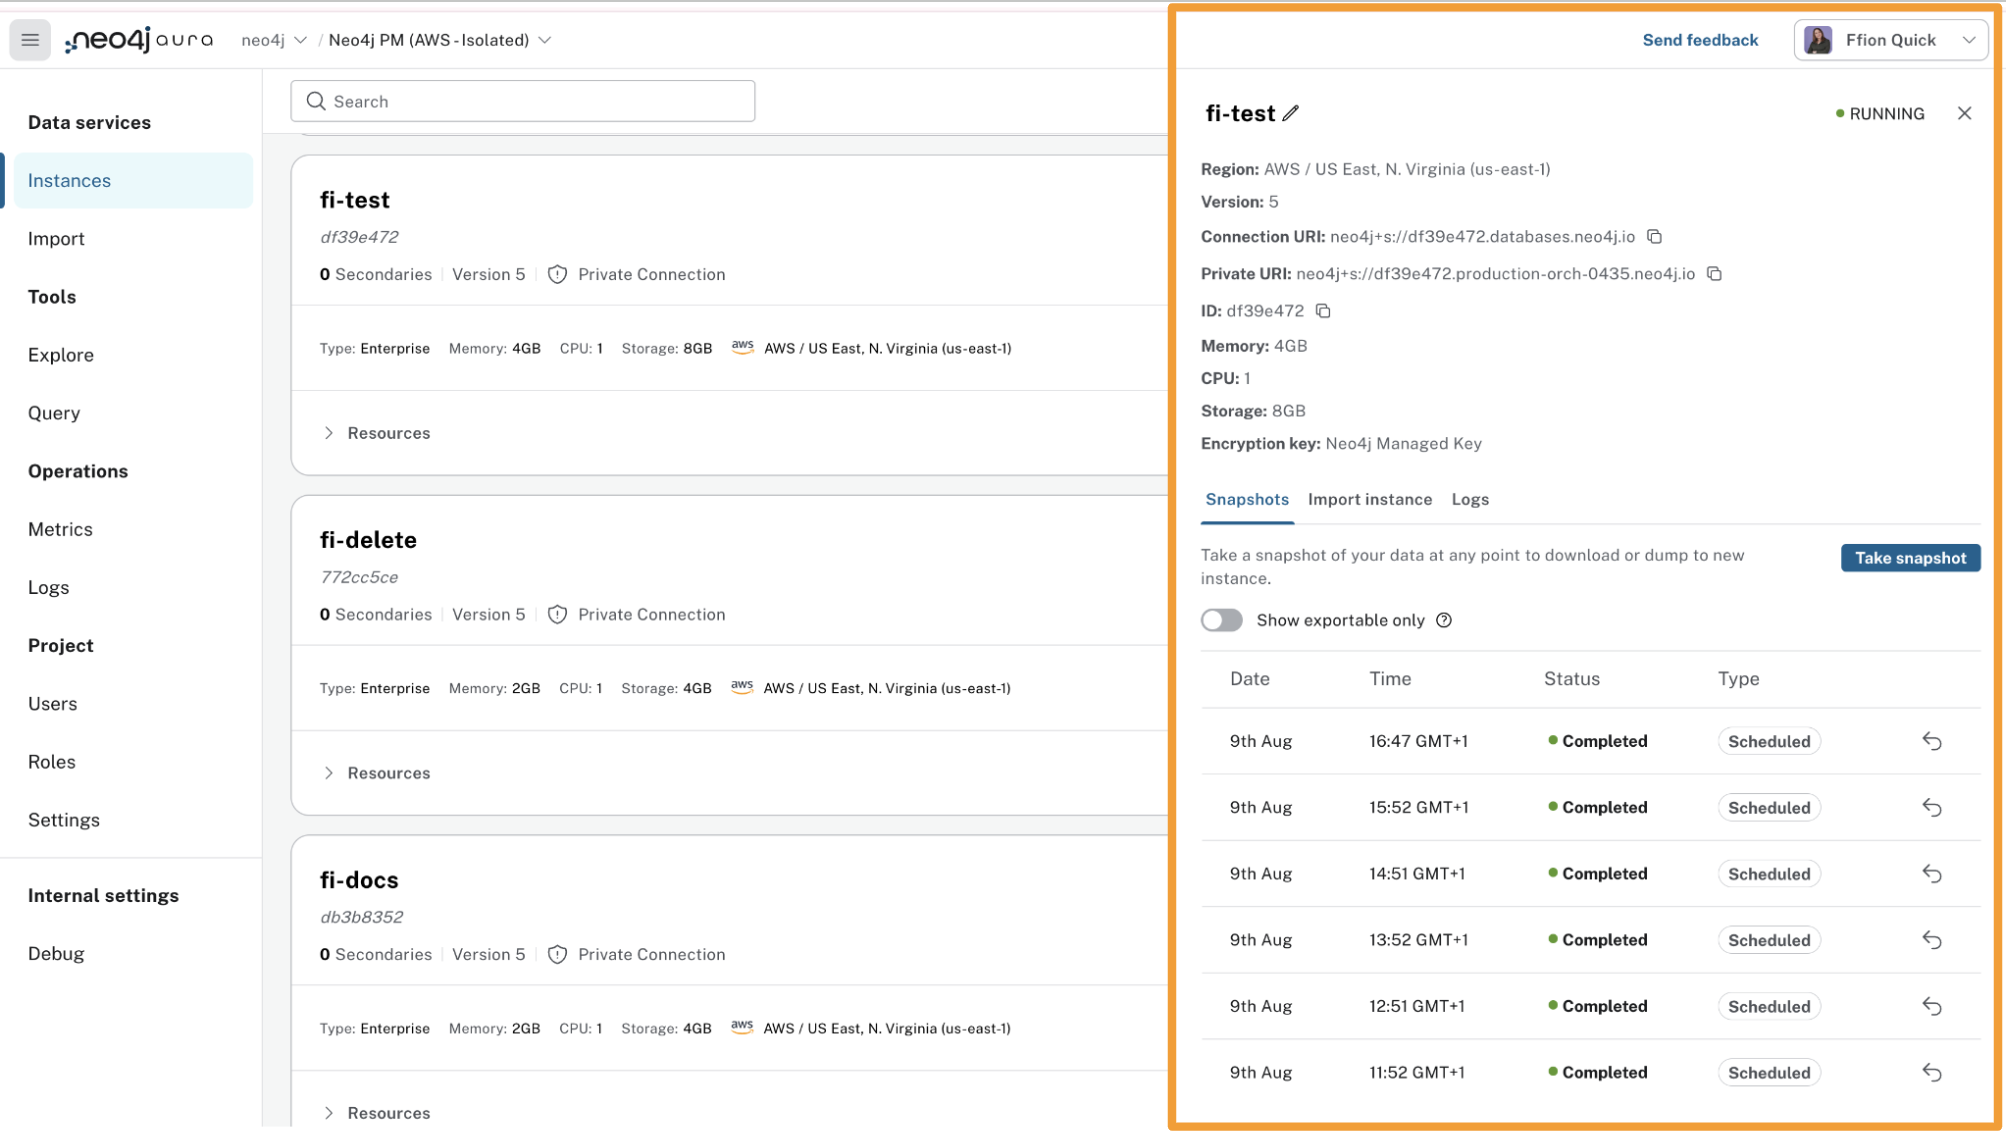 neo4j aura neo4j / Neo4j PM (AWS - Isolated)
Send feedback Ffion Quick
Data services
Instances
Import
Tools
Explore
Query
Operations
Metrics
Logs
Project
Users
Roles
Settings
Internal settings
Debug
Search
fi-test
df39e472
0 Secondaries Version 5 Private Connection
Type: Enterprise Memory: 4GB CPU: 1 Storage: 8GB aws AWS / US East, N. Virginia (us-east-1)
Resources
fi-delete
772cc5ce
0 Secondaries Version 5 Private Connection
Type: Enterprise Memory: 2GB CPU: 1 Storage: 4GB aws AWS / US East, N. Virginia (us-east-1)
Resources
fi-docs
db3b8352
0 Secondaries Version 5 Private Connection
Type: Enterprise Memory: 2GB CPU: 1 Storage: 4GB aws AWS / US East, N. Virginia (us-east-1)
Resources
fi-test RUNNING
Region: AWS / US East, N. Virginia (us-east-1)
Version: 5
Connection URI: neo4j+s://df39e472.databases.neo4j.io
Private URI: neo4j+s://df39e472.production-orch-0435.neo4j.io
ID: df39e472
Memory: 4GB
CPU: 1
Storage: 8GB
Encryption key: Neo4j Managed Key
Snapshots Import instance Logs
Take a snapshot of your data at any point to download or dump to new
instance.
Take snapshot
Show exportable only
Date Time Status Type
9th Aug 16:47 GMT+1 Completed Scheduled
9th Aug 15:52 GMT+1 Completed Scheduled
9th Aug 14:51 GMT+1 Completed Scheduled
9th Aug 13:52 GMT+1 Completed Scheduled
9th Aug 12:51 GMT+1 Completed Scheduled
9th Aug 11:52 GMT+1 Completed Scheduled